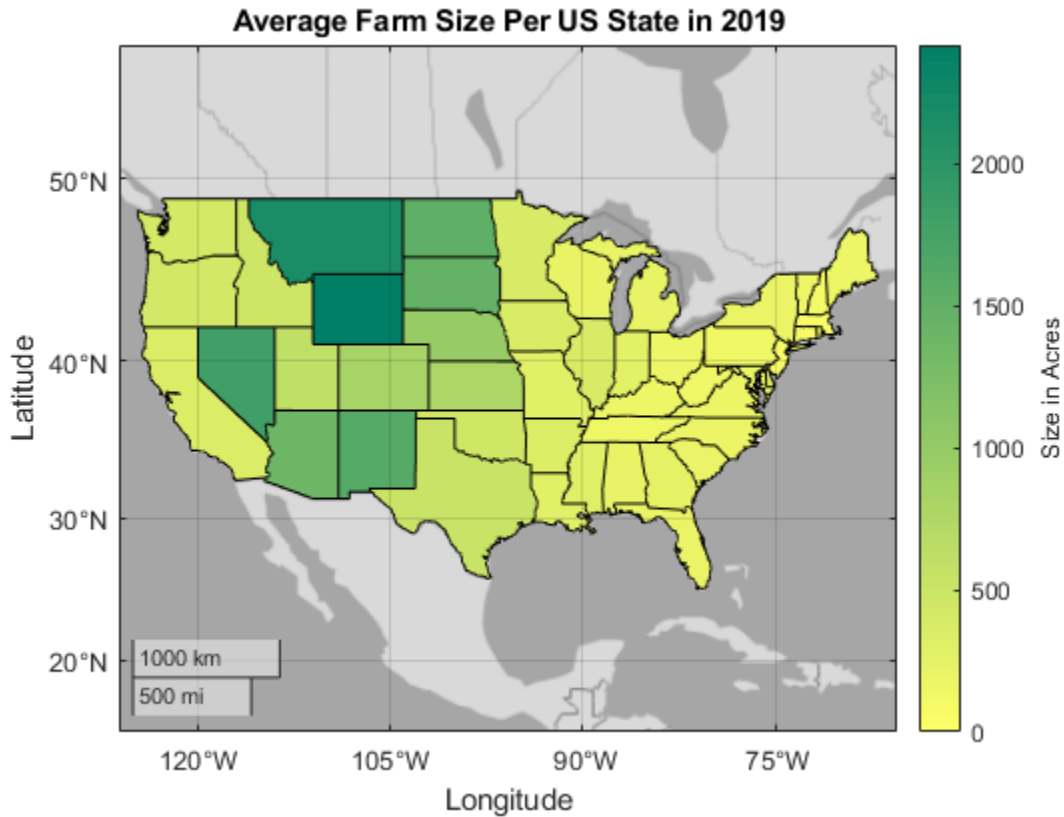 Average Farm Size Per US State in 2019
50°N
40°N
30°N
20°N
Latitude
120°W
105°W
90°W
75°W
Longitude
1000 km
500 mi
2000
1500
1000
500
0
Size in Acres